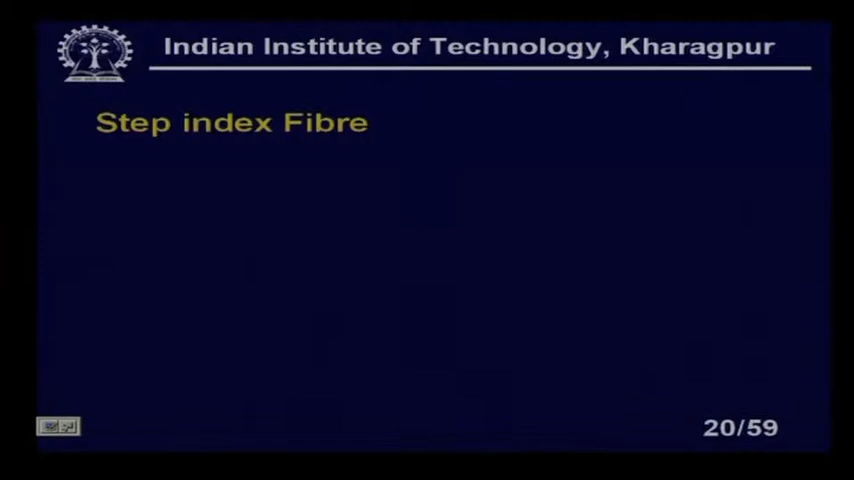 Indian Institute of Technology, Kharagpur
Step index Fibre
20/59